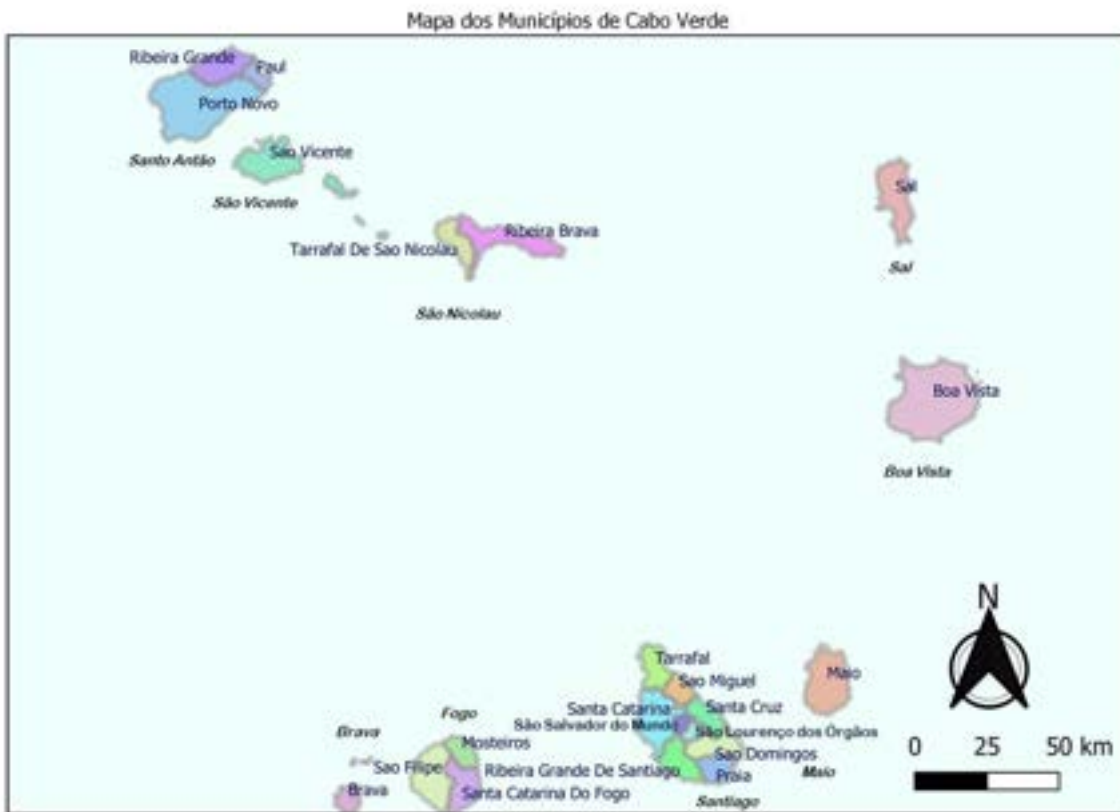 Mapa dos Municípios de Cabo Verde
Ribeira Grande
Paul
Porto Novo
Santo Antão
Sao Vicente
São Vicente
Sal
Sal
Ribeira Brava
Tarrafal De Sao Nicolau
São Nicolau
Boa Vista
Boa Vista
N
Tarrafal
Sao Miguel
Maio
Santa Catarina
Santa Cruz
São Salvador do Mundo
São Lourenço dos Orgãos
Fogo
Brava
Mosteiros
Sao Domingos
Sao Filipe
Ribeira Grande De Santiago
Praia
Maio
Brava
Santa Catarina Do Fogo
Santiago
0 25 50 km